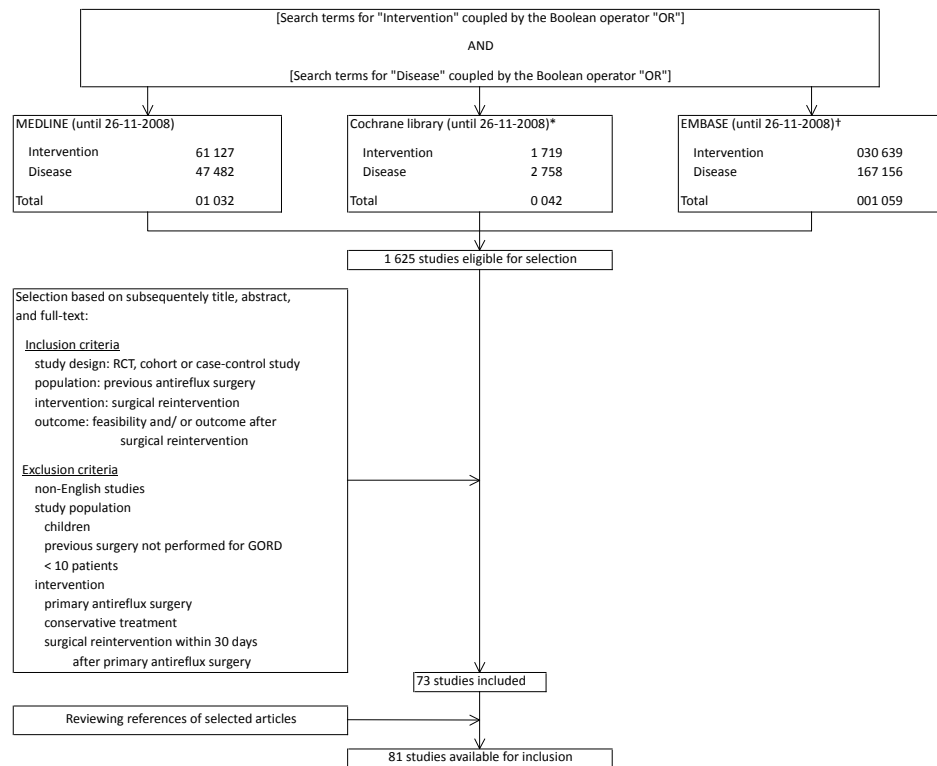 [Search terms for "Intervention" coupled by the Boolean operator "OR"]
AND
[Search terms for "Disease" coupled by the Boolean operator "OR"]
MEDLINE (until 26-11-2008)
Intervention 61 127
Disease 47 482
Total 01 032
Cochrane library (until 26-11-2008)*
Intervention 1 719
Disease 2 758
Total 0 042
EMBASE (until 26-11-2008)†
Intervention 030 639
Disease 167 156
Total 001 059
1 625 studies eligible for selection
Selection based on subsequentely title, abstract,
and full-text:
Inclusion criteria
study design: RCT, cohort or case-control study
population: previous antireflux surgery
intervention: surgical reintervention
outcome: feasibility and/ or outcome after
surgical reintervention
Exclusion criteria
non-English studies
study population
children
previous surgery not performed for GORD
< 10 patients
intervention
primary antireflux surgery
conservative treatment
surgical reintervention within 30 days
after primary antireflux surgery
73 studies included
Reviewing references of selected articles
81 studies available for inclusion